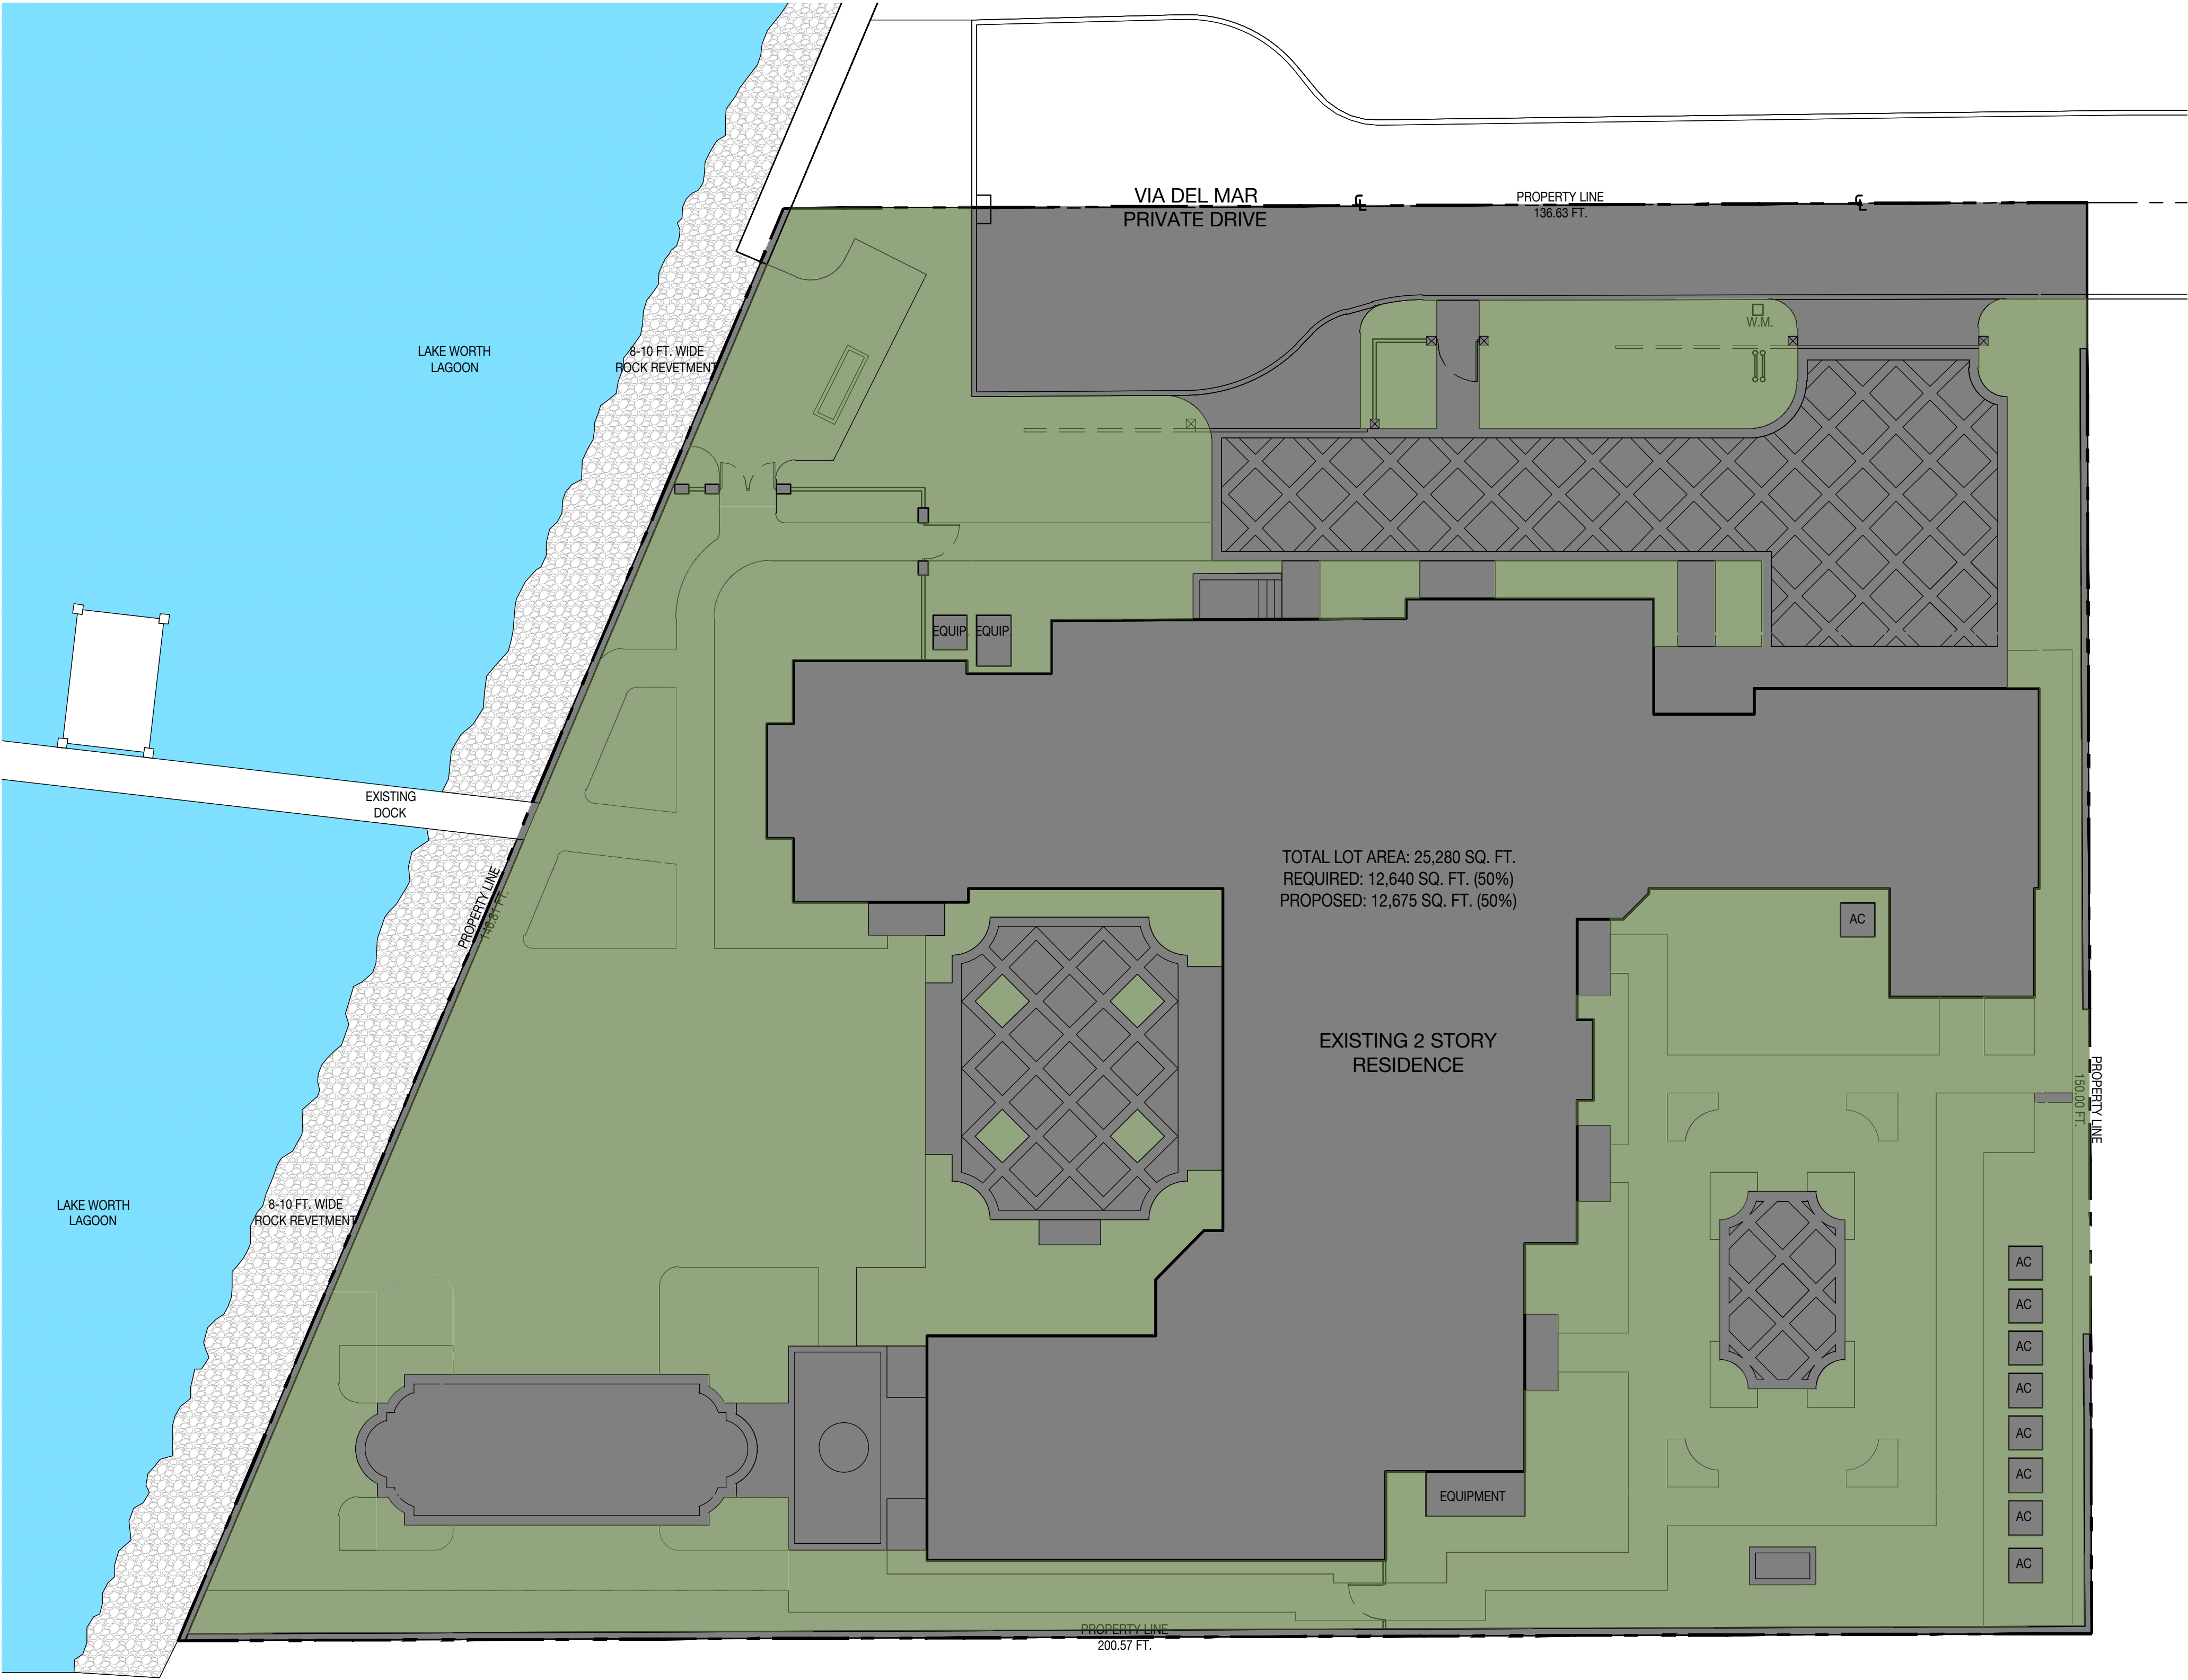 VIA DEL MAR
PRIVATE DRIVE
PROPERTY LINE
136.63 FT.
W.M.
LAKE WORTH
LAGOON
8-10 FT. WIDE
ROCK REVETMENT
EQUIP.
EQUIP.
EXISTING
DOCK
PROPERTY LINE
TOTAL LOT AREA: 25,280 SQ. FT.
REQUIRED: 12,640 SQ. FT. (50%)
PROPOSED: 12,675 SQ. FT. (50%)
AC
EXISTING 2 STORY
RESIDENCE
PROPERTY LINE
150.00 FT.
LAKE WORTH
LAGOON
8-10 FT. WIDE
ROCK REVETMENT
AC
AC
AC
AC
AC
AC
AC
AC
EQUIPMENT
PROPERTY LINE
200.57 FT.